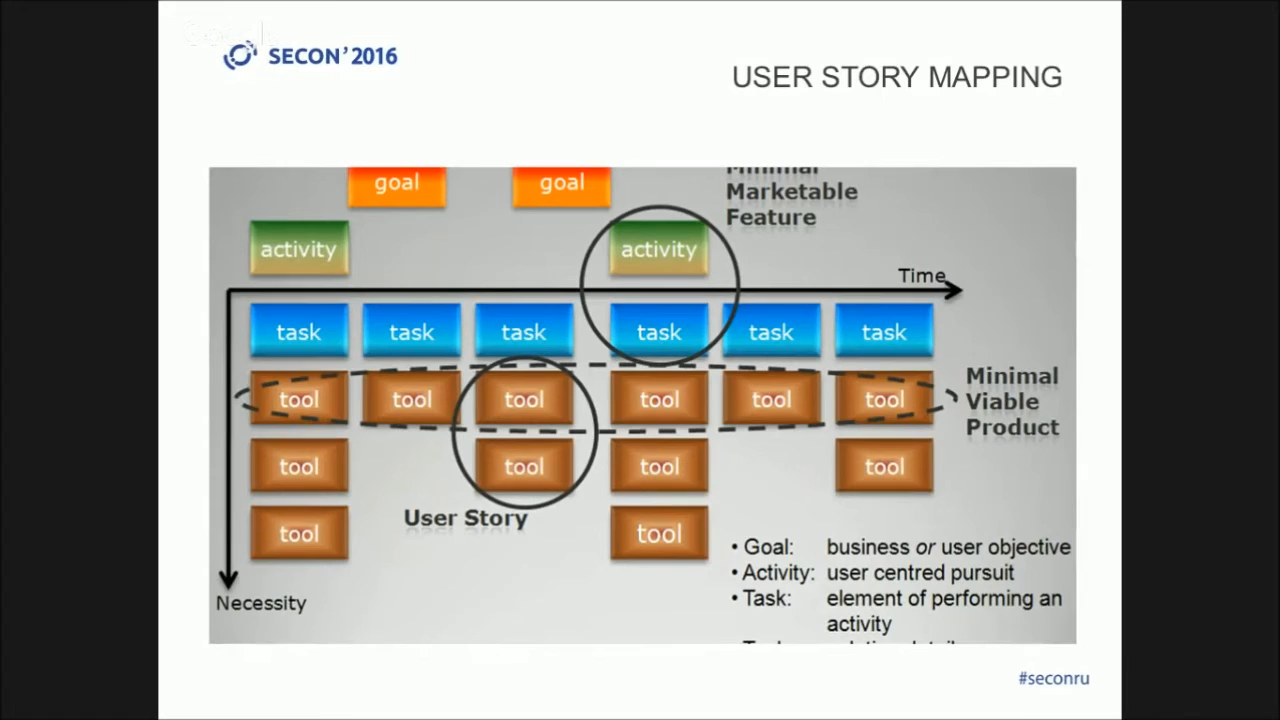 SECON’2016
USER STORY MAPPING
goal goal
Minimal
Marketable
Feature
activity activity
Time
task task task task task task
tool tool tool tool tool tool
Minimal
Viable
Product
tool tool tool tool
User Story
tool tool
• Goal: business or user objective
• Activity: user centred pursuit
• Task: element of performing an
activity
Necessity
#seconru